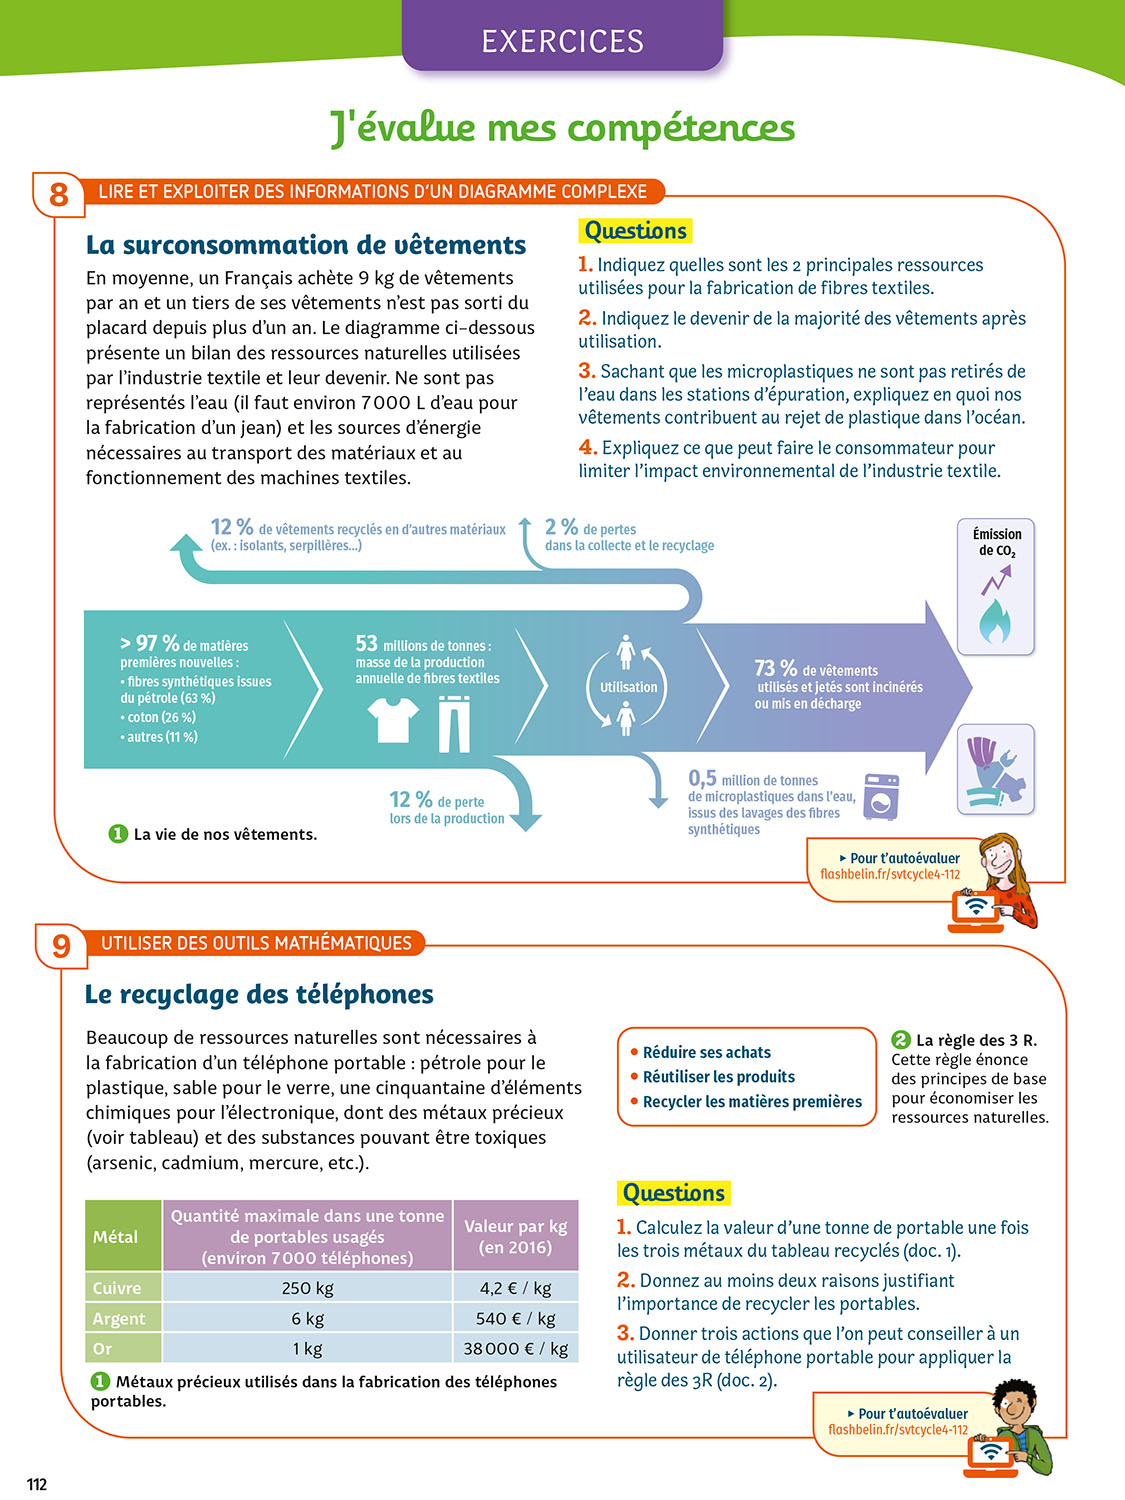 EXERCICES
J'évalue mes compétences
8
LIRE ET EXPLOITER DES INFORMATIONS D'UN DIAGRAMME COMPLEXE
La surconsommation de vêtements
En moyenne, un Français achète 9 kg de vêtements
par an et un tiers de ses vêtements n'est pas sorti du
placard depuis plus d'un an. Le diagramme ci-dessous
présente un bilan des ressources naturelles utilisées
par l'industrie textile et leur devenir. Ne sont pas
représentés l'eau (il faut environ 7 000 L d'eau pour
la fabrication d'un jean) et les sources d'énergie
nécessaires au transport des matériaux et au
fonctionnement des machines textiles.
Questions
1. Indiquez quelles sont les 2 principales ressources
utilisées pour la fabrication de fibres textiles.
2. Indiquez le devenir de la majorité des vêtements après
utilisation.
3. Sachant que les microplastiques ne sont pas retirés de
l'eau dans les stations d'épuration, expliquez en quoi nos
vêtements contribuent au rejet de plastique dans l'océan.
4. Expliquez ce que peut faire le consommateur pour
limiter l'impact environnemental de l'industrie textile.
12 % de vêtements recyclés en d'autres matériaux
(ex. : isolants, serpillères...)
2 % de pertes
dans la collecte et le recyclage
Émission
de CO₂
> 97 % de matières
premières nouvelles :
• fibres synthétiques issues
du pétrole (63 %)
• coton (26 %)
• autres (11 %)
53 millions de tonnes :
masse de la production
annuelle de fibres textiles
Utilisation
73 % de vêtements
utilisés et jetés sont incinérés
ou mis en décharge
12 % de perte
lors de la production
0,5 million de tonnes
de microplastiques dans l'eau,
issus des lavages des fibres
synthétiques
1 La vie de nos vêtements.
▸ Pour t'autoévaluer
flashbelin.fr/svtcycle4-112
9
UTILISER DES OUTILS MATHÉMATIQUES
Le recyclage des téléphones
Beaucoup de ressources naturelles sont nécessaires à
la fabrication d'un téléphone portable : pétrole pour le
plastique, sable pour le verre, une cinquantaine d'éléments
chimiques pour l'électronique, dont des métaux précieux
(voir tableau) et des substances pouvant être toxiques
(arsenic, cadmium, mercure, etc.).
• Réduire ses achats
• Réutiliser les produits
• Recycler les matières premières
2 La règle des 3 R.
Cette règle énonce
des principes de base
pour économiser les
ressources naturelles.
Métal
Quantité maximale dans une tonne
de portables usagés
(environ 7 000 téléphones)
Valeur par kg
(en 2016)
Cuivre 250 kg 4,2 € / kg
Argent 6 kg 540 € / kg
Or 1 kg 38 000 € / kg
1 Métaux précieux utilisés dans la fabrication des téléphones
portables.
Questions
1. Calculez la valeur d'une tonne de portable une fois
les trois métaux du tableau recyclés (doc. 1).
2. Donnez au moins deux raisons justifiant
l'importance de recycler les portables.
3. Donner trois actions que l'on peut conseiller à un
utilisateur de téléphone portable pour appliquer la
règle des 3R (doc. 2).
▸ Pour t'autoévaluer
flashbelin.fr/svtcycle4-112
112